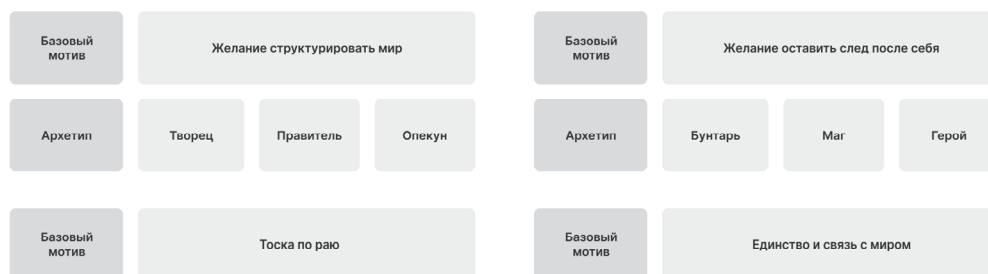 Базовый
мотив
Желание структурировать мир
Архетип
Творец
Правитель
Опекун
Базовый
мотив
Желание оставить след после себя
Архетип
Бунтарь
Маг
Герой
Базовый
мотив
Тоска по раю
Базовый
мотив
Единство и связь с миром